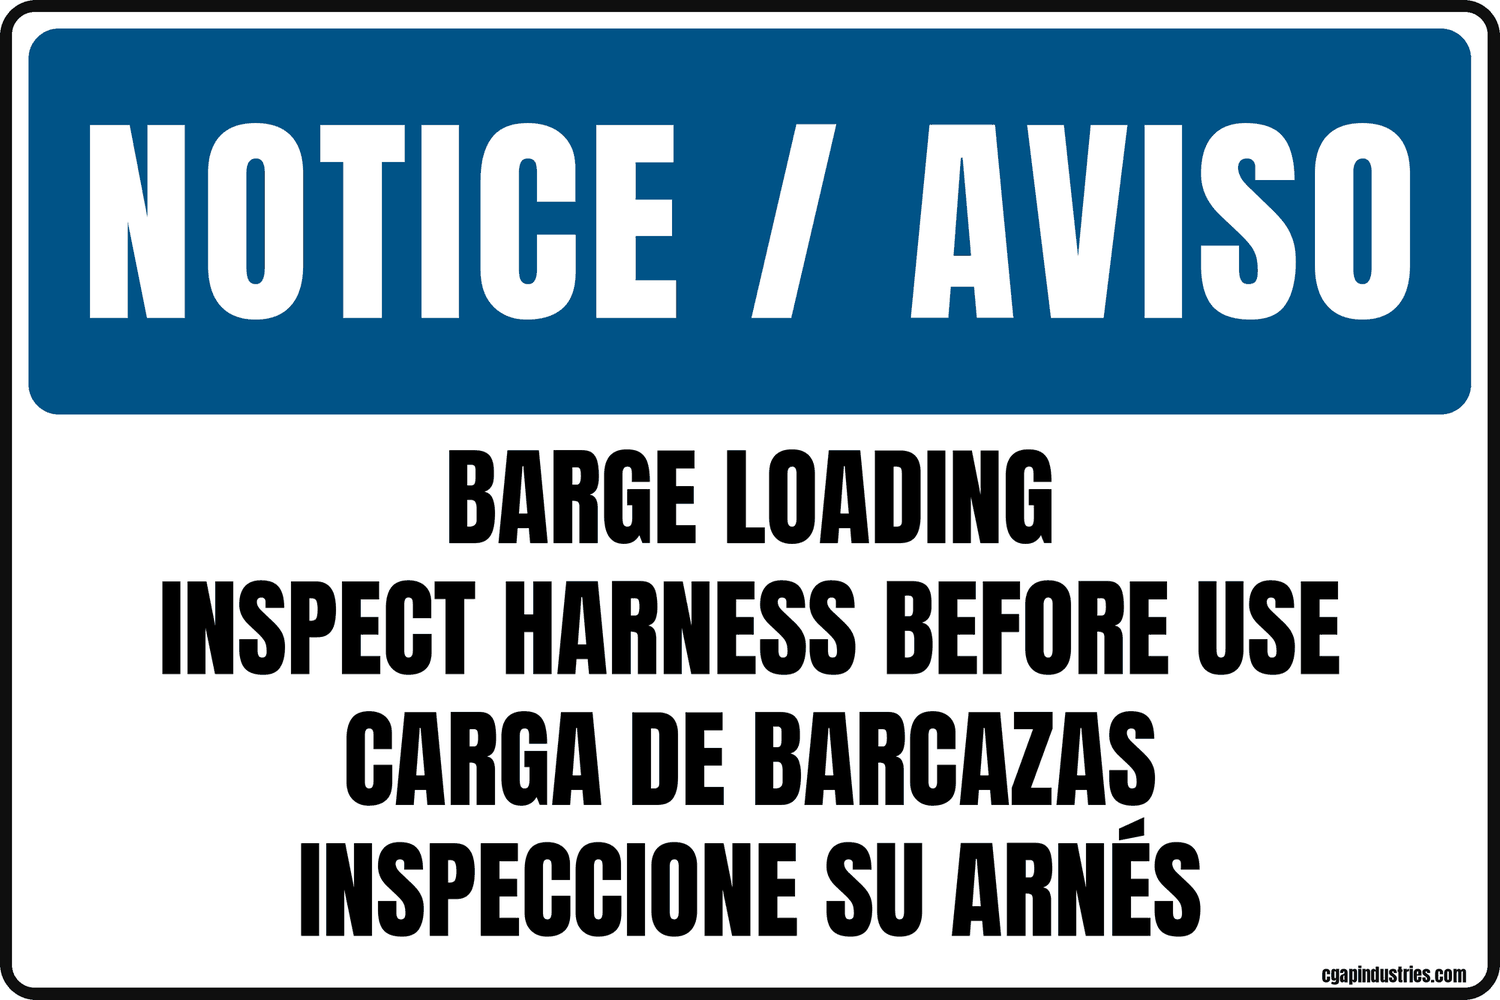 NOTICE / AVISO
BARGE LOADING
INSPECT HARNESS BEFORE USE
CARGA DE BARCAZAS
INSPECCIONE SU ARNÉS
cgapindustries.com